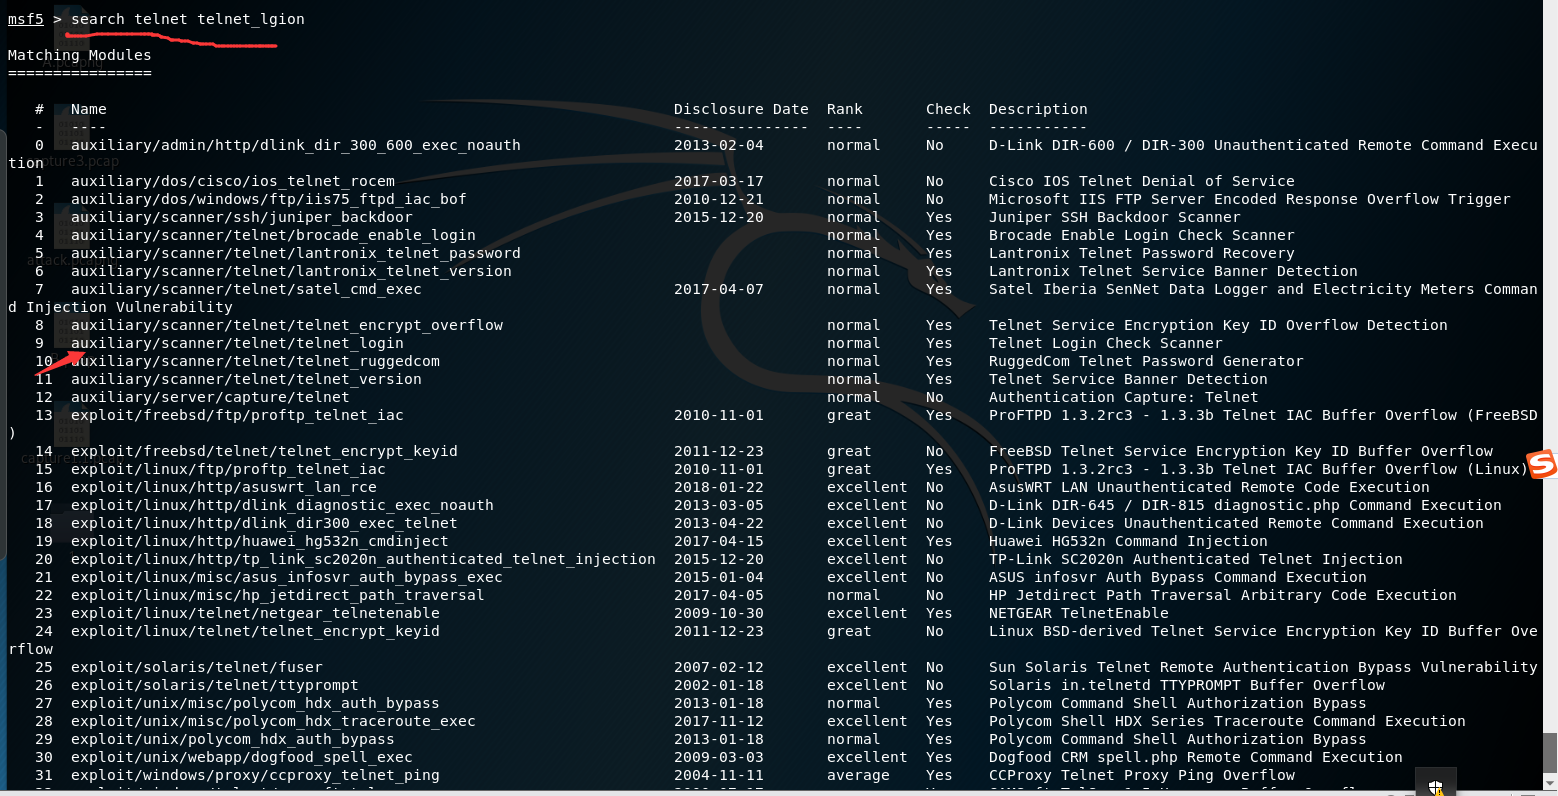 msf5 > search telnet telnet_lgion
Matching Modules
================
# Name Disclosure Date Rank Check Description
- ---- --------------- ---- ----- -----------
0 auxiliary/admin/http/dlink_dir_300_600_exec_noauth 2013-02-04 normal No D-Link DIR-600 / DIR-300 Unauthenticated Remote Command Execu
tion
1 auxiliary/dos/cisco/ios_telnet_rocem 2017-03-17 normal No Cisco IOS Telnet Denial of Service
2 auxiliary/dos/windows/ftp/iis75_ftpd_iac_bof 2010-12-21 normal No Microsoft IIS FTP Server Encoded Response Overflow Trigger
3 auxiliary/scanner/ssh/juniper_backdoor 2015-12-20 normal Yes Juniper SSH Backdoor Scanner
4 auxiliary/scanner/telnet/brocade_enable_login normal Yes Brocade Enable Login Check Scanner
5 auxiliary/scanner/telnet/lantronix_telnet_password normal Yes Lantronix Telnet Password Recovery
6 auxiliary/scanner/telnet/lantronix_telnet_version normal Yes Lantronix Telnet Service Banner Detection
7 auxiliary/scanner/telnet/satel_cmd_exec 2017-04-07 normal Yes Satel Iberia SenNet Data Logger and Electricity Meters Comman
d Injection Vulnerability
8 auxiliary/scanner/telnet/telnet_encrypt_overflow normal Yes Telnet Service Encryption Key ID Overflow Detection
9 auxiliary/scanner/telnet/telnet_login normal Yes Telnet Login Check Scanner
10 auxiliary/scanner/telnet/telnet_ruggedcom normal Yes RuggedCom Telnet Password Generator
11 auxiliary/scanner/telnet/telnet_version normal Yes Telnet Service Banner Detection
12 auxiliary/server/capture/telnet normal No Authentication Capture: Telnet
13 exploit/freebsd/ftp/proftp_telnet_iac 2010-11-01 great Yes ProFTPD 1.3.2rc3 - 1.3.3b Telnet IAC Buffer Overflow (FreeBSD
)
14 exploit/freebsd/telnet/telnet_encrypt_keyid 2011-12-23 great No FreeBSD Telnet Service Encryption Key ID Buffer Overflow
15 exploit/linux/ftp/proftp_telnet_iac 2010-11-01 great Yes ProFTPD 1.3.2rc3 - 1.3.3b Telnet IAC Buffer Overflow (Linux)
16 exploit/linux/http/asuswrt_lan_rce 2018-01-22 excellent No AsusWRT LAN Unauthenticated Remote Code Execution
17 exploit/linux/http/dlink_diagnostic_exec_noauth 2013-03-05 excellent No D-Link DIR-645 / DIR-815 diagnostic.php Command Execution
18 exploit/linux/http/dlink_dir300_exec_telnet 2013-04-22 excellent No D-Link Devices Unauthenticated Remote Command Execution
19 exploit/linux/http/huawei_hg532n_cmdinject 2017-04-15 excellent Yes Huawei HG532n Command Injection
20 exploit/linux/http/tp_link_sc2020n_authenticated_telnet_injection 2015-12-20 excellent No TP-Link SC2020n Authenticated Telnet Injection
21 exploit/linux/misc/asus_infosvr_auth_bypass_exec 2015-01-04 excellent No ASUS infosvr Auth Bypass Command Execution
22 exploit/linux/misc/hp_jetdirect_path_traversal 2017-04-05 normal No HP Jetdirect Path Traversal Arbitrary Code Execution
23 exploit/linux/telnet/netgear_telnetenable 2009-10-30 excellent Yes NETGEAR TelnetEnable
24 exploit/linux/telnet/telnet_encrypt_keyid 2011-12-23 great No Linux BSD-derived Telnet Service Encryption Key ID Buffer Ove
rflow
25 exploit/solaris/telnet/fuser 2007-02-12 excellent No Sun Solaris Telnet Remote Authentication Bypass Vulnerability
26 exploit/solaris/telnet/ttyprompt 2002-01-18 excellent No Solaris in.telnetd TTYPROMPT Buffer Overflow
27 exploit/unix/misc/polycom_hdx_auth_bypass 2013-01-18 normal Yes Polycom Command Shell Authorization Bypass
28 exploit/unix/misc/polycom_hdx_traceroute_exec 2017-11-12 excellent Yes Polycom Shell HDX Series Traceroute Command Execution
29 exploit/unix/polycom_hdx_auth_bypass 2013-01-18 normal Yes Polycom Command Shell Authorization Bypass
30 exploit/unix/webapp/dogfood_spell_exec 2009-03-03 excellent Yes Dogfood CRM spell.php Remote Command Execution
31 exploit/windows/proxy/ccproxy_telnet_ping 2004-11-11 average Yes CCProxy Telnet Proxy Ping Overflow